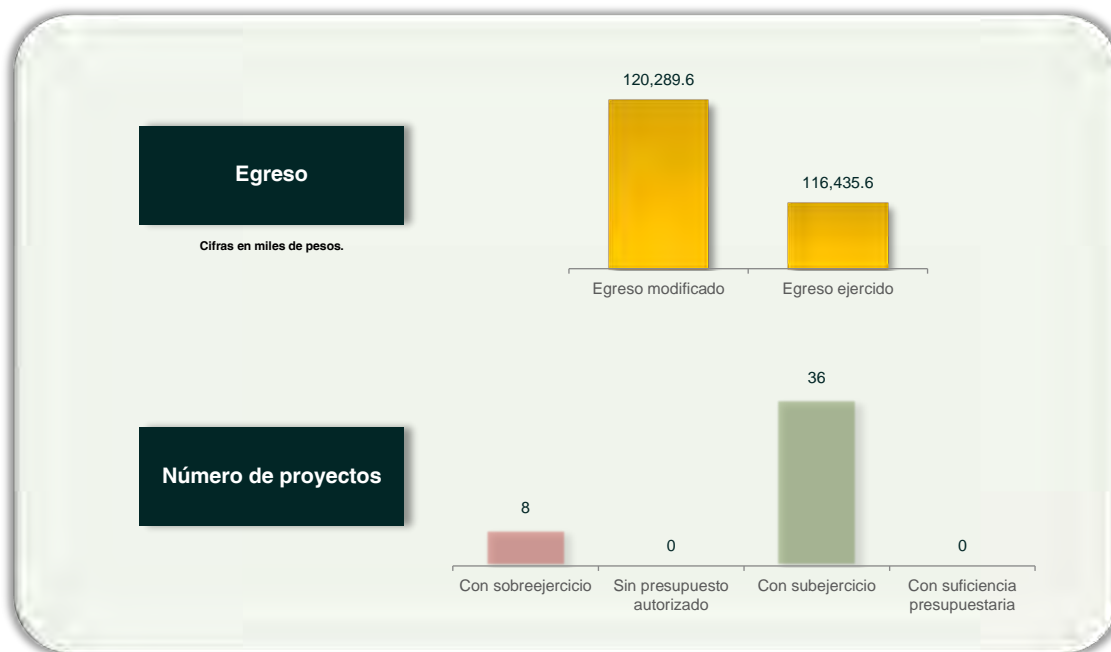 Egreso
Cifras en miles de pesos.
120,289.6
116,435.6
Egreso modificado
Egreso ejercido
Número de proyectos
8
0
36
0
Con sobreejercicio
Sin presupuesto
autorizado
Con subejercicio
Con suficiencia
presupuestaria